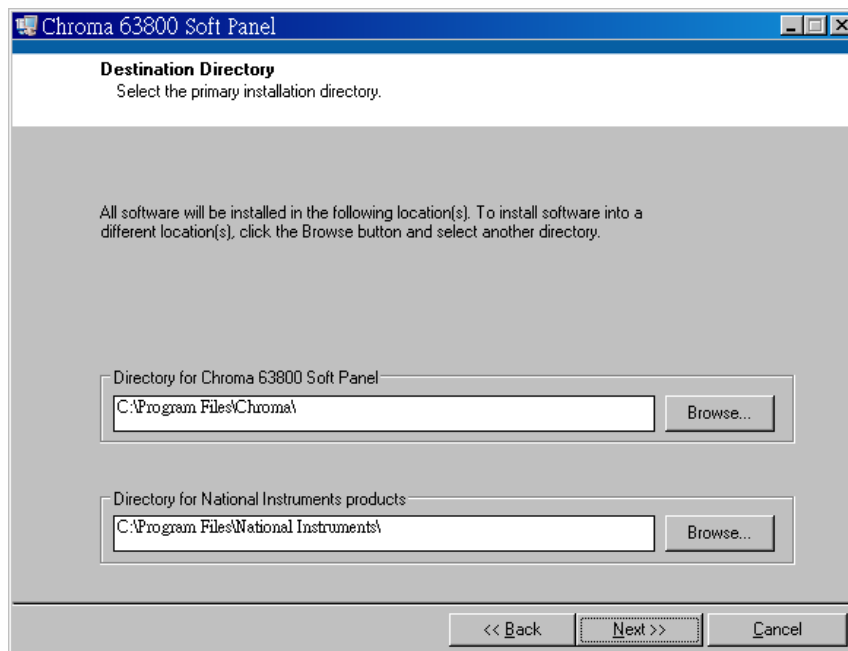 Chroma 63800 Soft Panel
Destination Directory
Select the primary installation directory.
All software will be installed in the following location(s). To install software into a
different location(s), click the Browse button and select another directory.
Directory for Chroma 63800 Soft Panel
C:\Program Files\Chroma\
Browse...
Directory for National Instruments products
C:\Program Files\National Instruments\
Browse...
<< Back
Next >>
Cancel